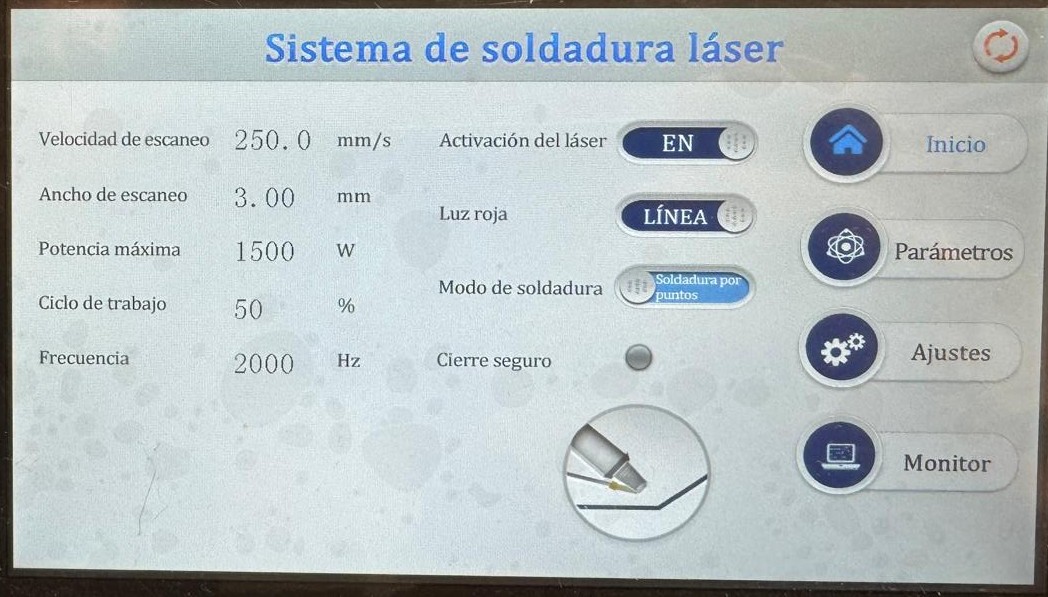 Sistema de soldadura láser
Velocidad de escaneo 250.0 mm/s
Ancho de escaneo 3.00 mm
Potencia máxima 1500 W
Ciclo de trabajo 50 %
Frecuencia 2000 Hz
Activación del láser EN
Luz roja LÍNEA
Modo de soldadura Soldadura por
puntos
Cierre seguro
Inicio
Parámetros
Ajustes
Monitor